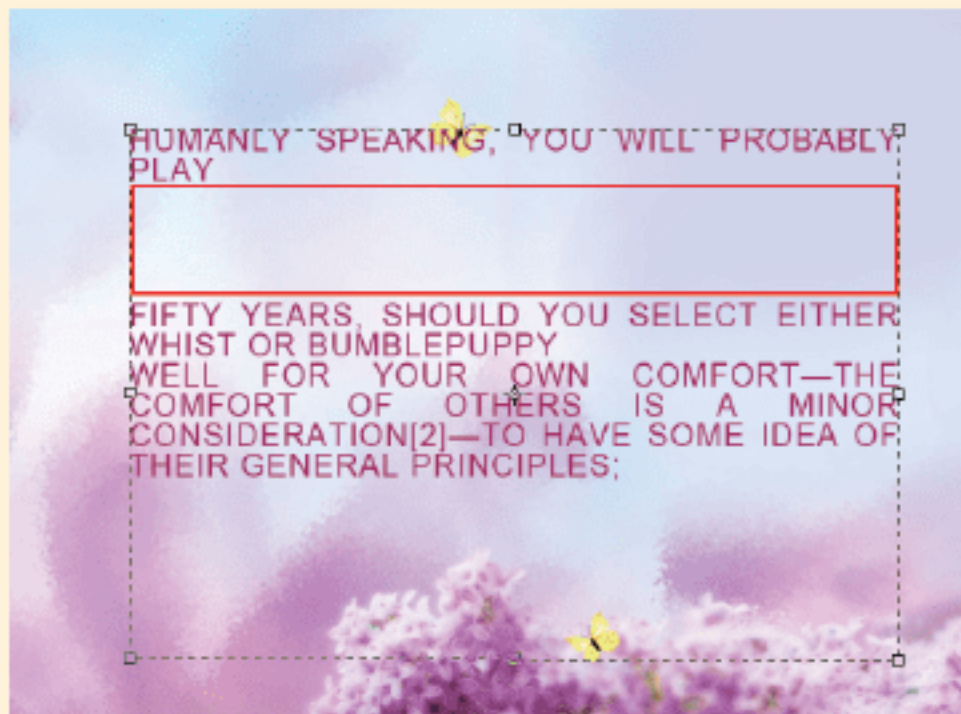 HUMANLY SPEAKING, YOU WILL PROBABLY
PLAY
FIFTY YEARS, SHOULD YOU SELECT EITHER
WHIST OR BUMBLEPUPPY
WELL FOR YOUR OWN COMFORT—THE
COMFORT OF OTHERS IS A MINOR
CONSIDERATION[2]—TO HAVE SOME IDEA OF
THEIR GENERAL PRINCIPLES;